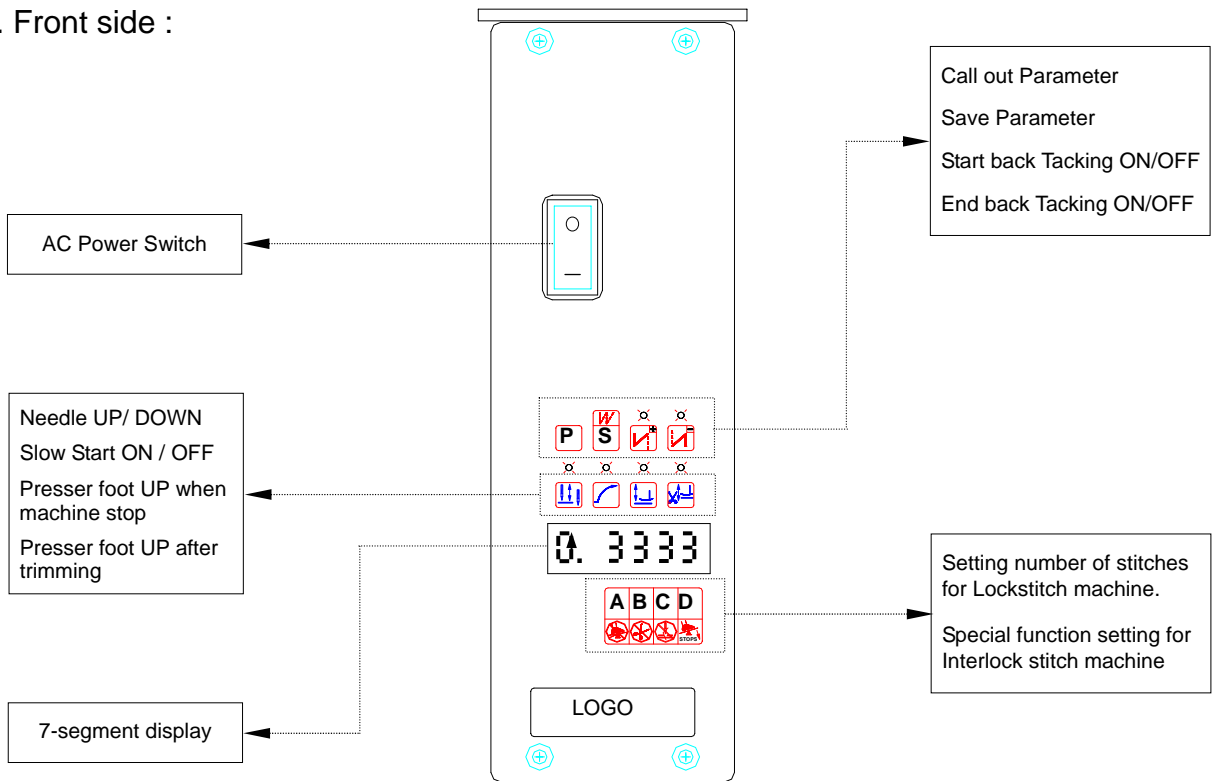 . Front side :
Call out Parameter
Save Parameter
Start back Tacking ON/OFF
End back Tacking ON/OFF
AC Power Switch
Needle UP/ DOWN
Slow Start ON / OFF
Presser foot UP when
machine stop
Presser foot UP after
trimming
W
P S
0. 3333
A B C D
STOPS
Setting number of stitches
for Lockstitch machine.
Special function setting for
Interlock stitch machine
LOGO
7-segment display